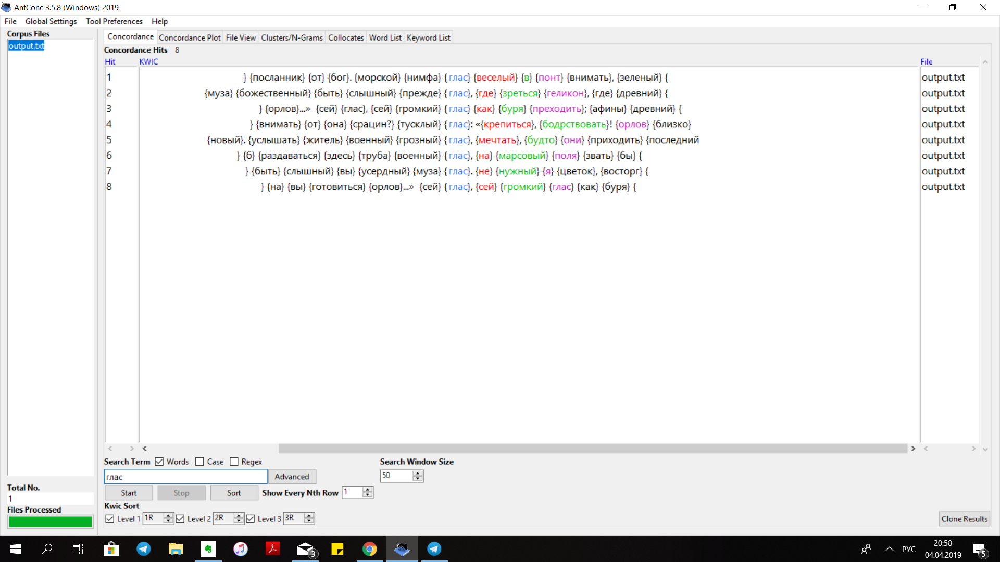 AntConc 3.5.8 (Windows) 2019
File Global Settings Tool Preferences Help
Corpus Files
output.txt
Concordance Concordance Plot File View Clusters/N-Grams Collocates Word List Keyword List
Concordance Hits 8
Hit KWIC File
1 } {посланник} {от} {бог}. {морской} {нимфа} {глас} {веселый} {в} {понт} {внимать}, {зеленый} { output.txt
2 {муза} {божественный} {быть} {слышный} {прежде} {глас}, {где} {зреться} {геликон}, {где} {древний} { output.txt
3 } {орлов}...» {сей} {глас}, {сей} {громкий} {глас} {как} {буря} {преходить}; {афины} {древний} { output.txt
4 } {внимать} {от} {она} {срацин?} {тусклый} {глас}: «{крепиться}, {бодрствовать}! {орлов} {близко} output.txt
5 {новый}. {услышать} {житель} {военный} {грозный} {глас}, {мечтать}, {будто} {они} {приходить} {последний output.txt
6 } {б} {раздаваться} {здесь} {труба} {военный} {глас}, {на} {марсовый} {поля} {звать} {бы} { output.txt
7 } {быть} {слышный} {вы} {усердный} {муза} {глас}. {не} {нужный} {я} {цветок}, {восторг} { output.txt
8 } {на} {вы} {готовиться} {орлов}...» {сей} {глас}, {сей} {громкий} {глас} {как} {буря} { output.txt
Search Term Words Case Regex Search Window Size
глас Advanced 50
Start Stop Sort Show Every Nth Row 1
Kwic Sort
Level 1 1R Level 2 2R Level 3 3R Clone Results
Total No.
1
Files Processed
3
РУС
20:58
04.04.2019
5